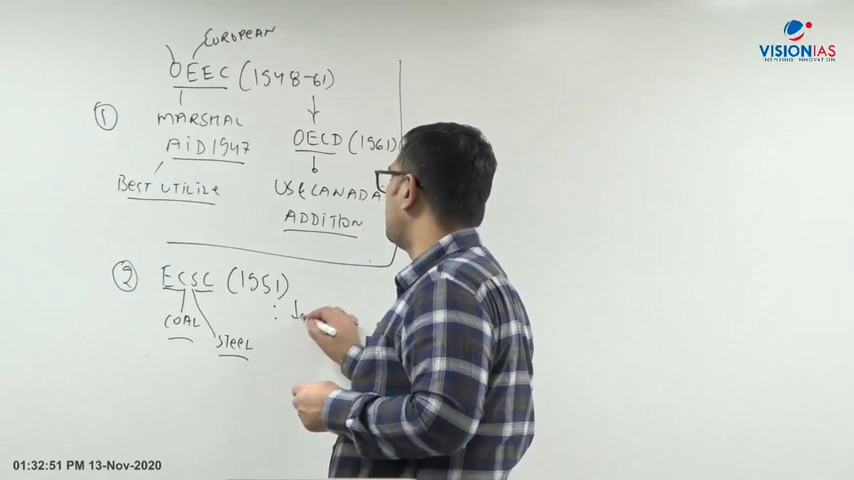 EUROPEAN
OEEC (1948-61)
①
MARSHAL
AID 1947
OECD (1961)
BEST UTILIZE
US & CANADA
ADDITION
② ECSC (1951)
:
COAL
STEEL
VISIONIAS
INSPIRING INNOVATION
01:32:51 PM 13-Nov-2020